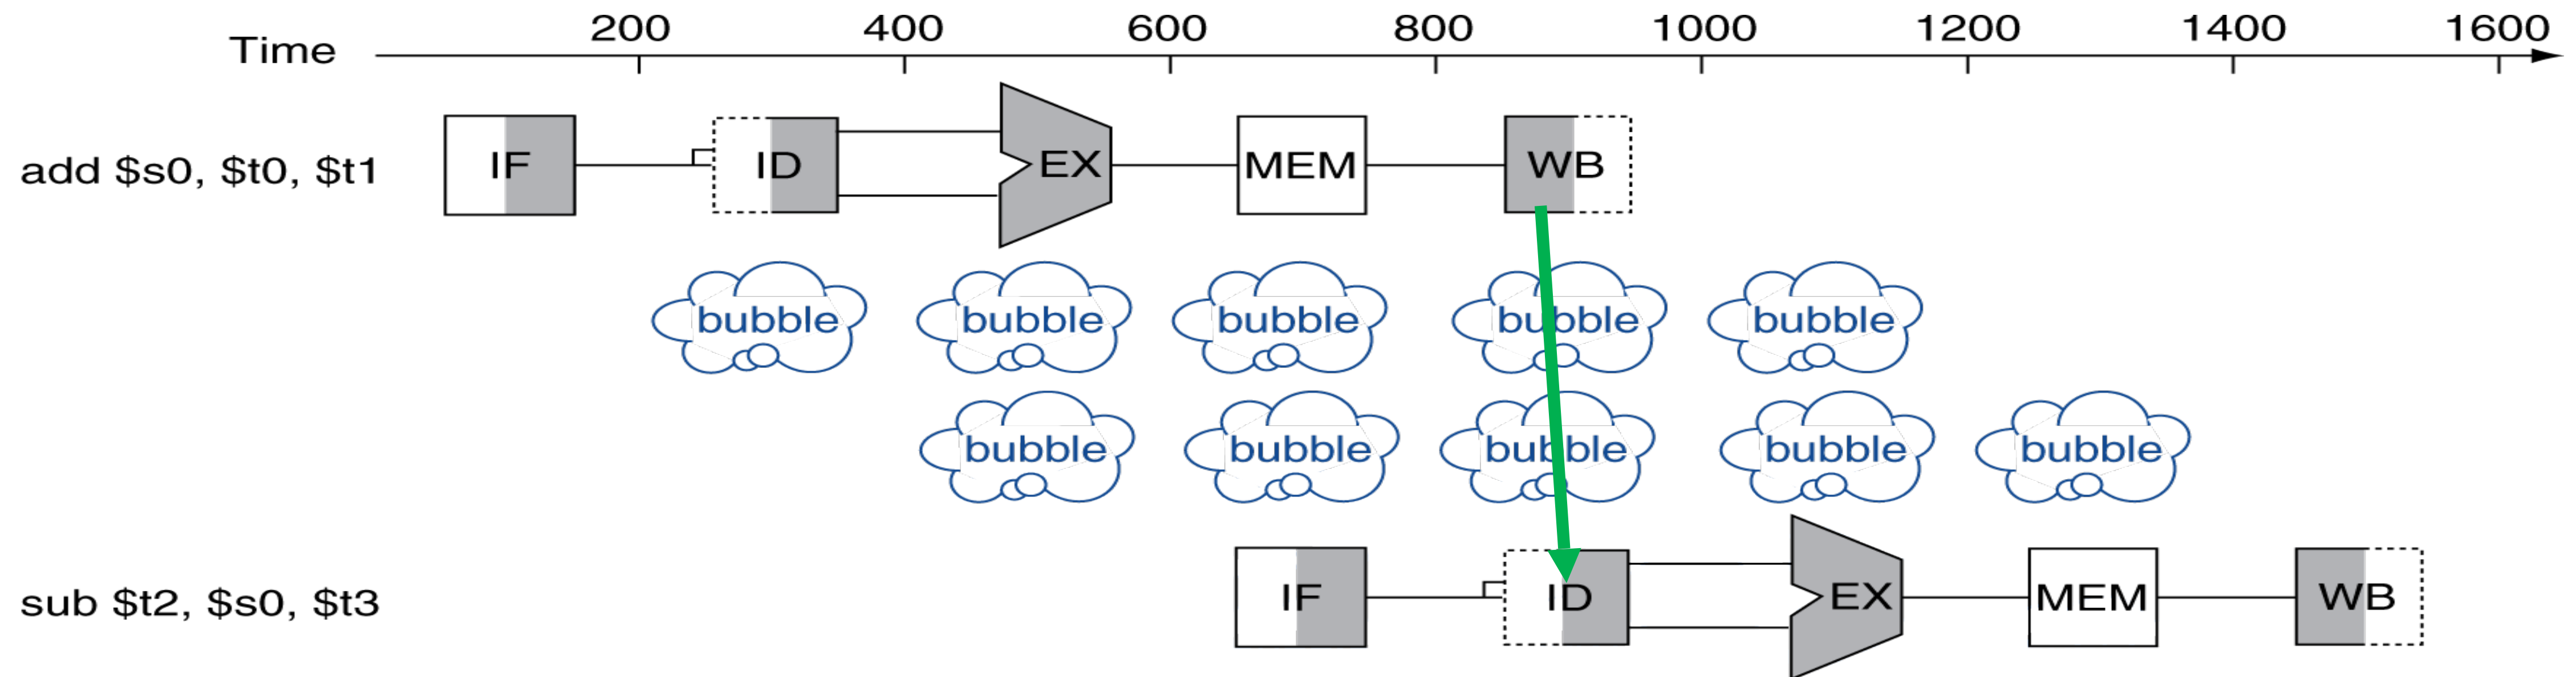 200 400 600 800 1000 1200 1400 1600
Time
add $s0, $t0, $t1 IF ID EX MEM WB
bubble bubble bubble bubble bubble
bubble bubble bubble bubble bubble
sub $t2, $s0, $t3 IF ID EX MEM WB